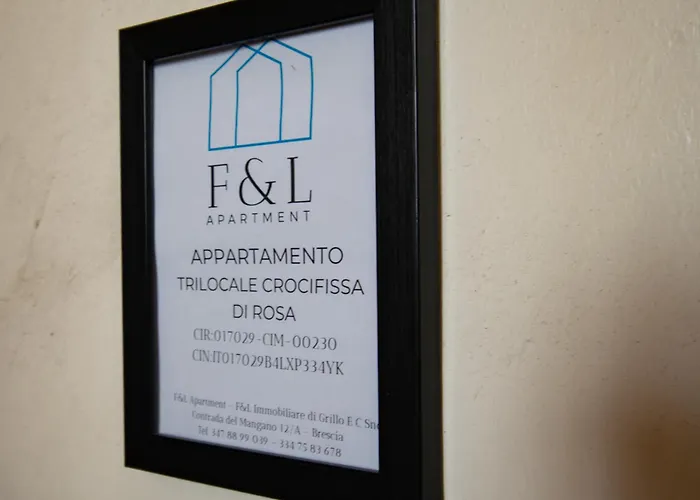 F&L
APARTMENT
APPARTAMENTO
TRILOCALE CROCIFISSA
DI ROSA
CIR:017029-CIM-00230
CIN:IT017029B4LXP334YK
F&L Apartment – F&L Immobiliare di Grillo E C Snc
Contrada del Mangano 12/A – Brescia
Tel 347 88 99 039 – 334 75 83 678